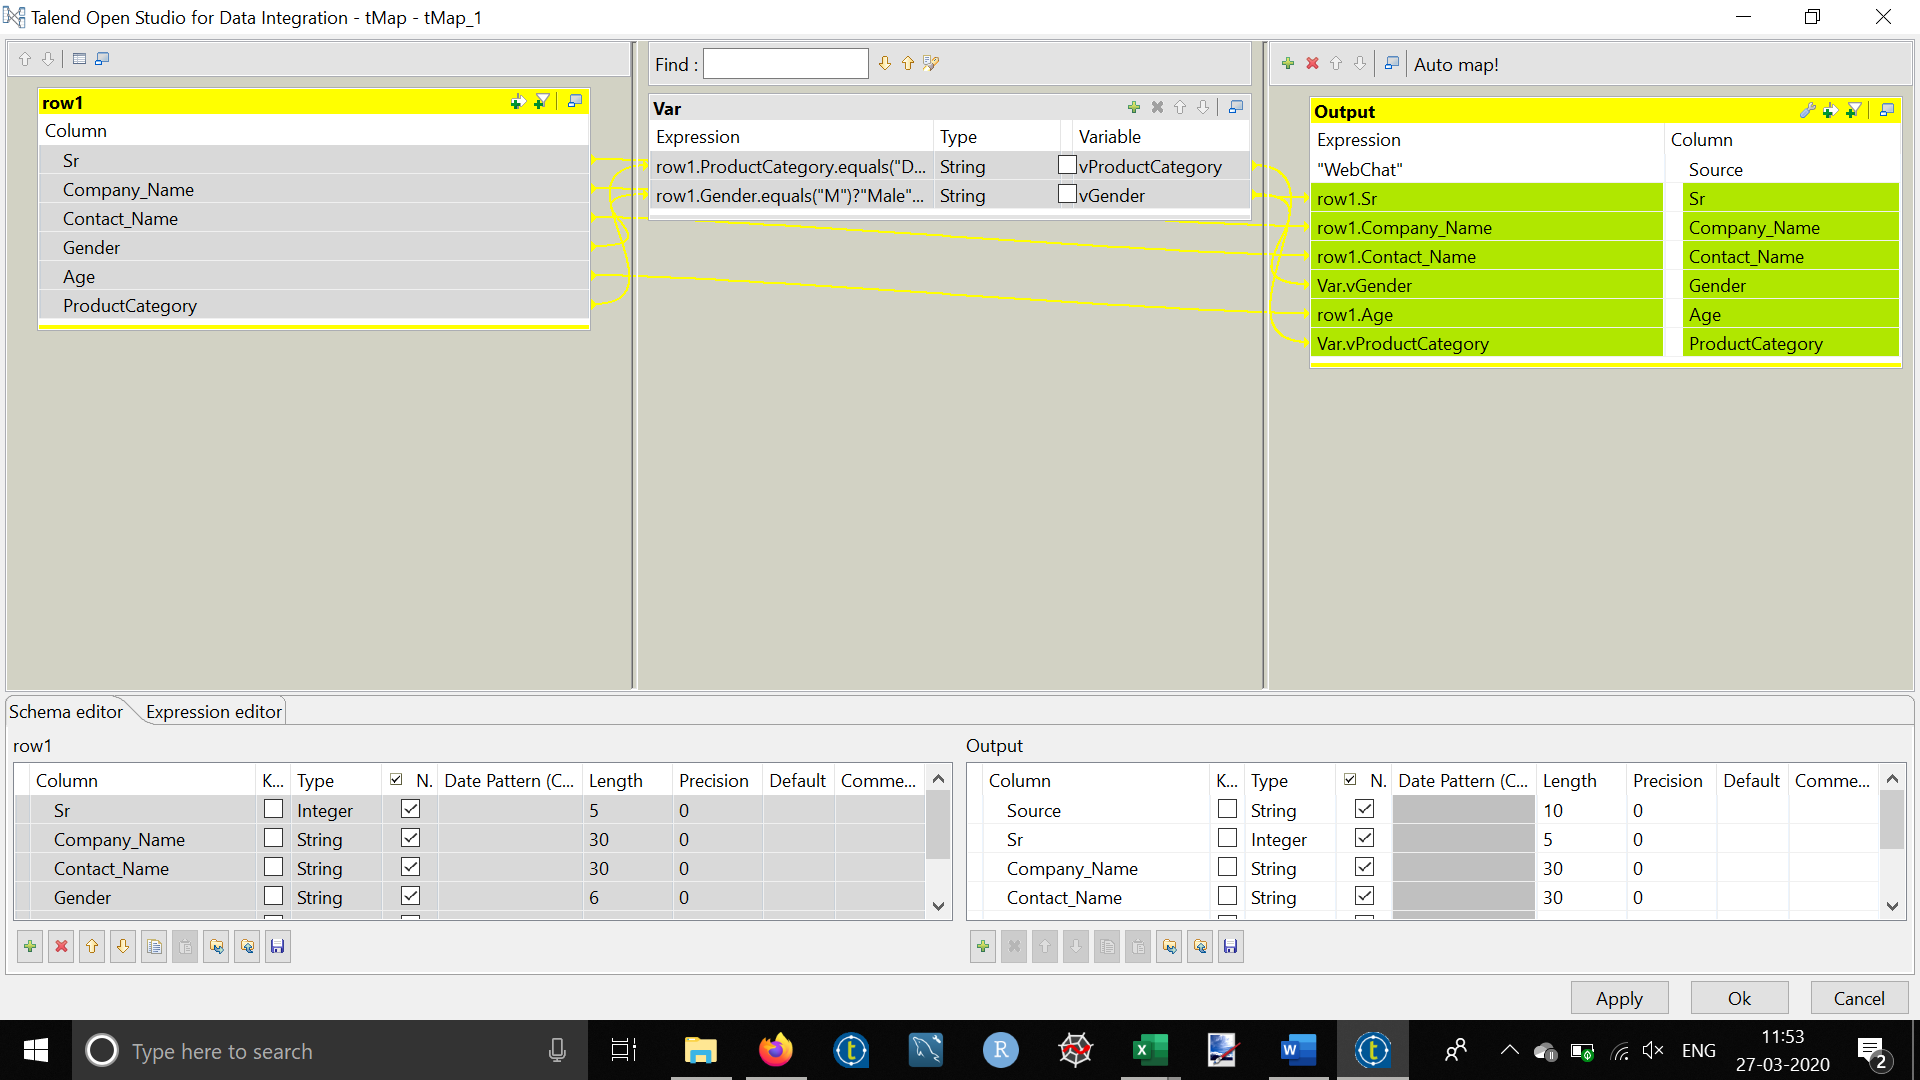 Talend Open Studio for Data Integration - tMap - tMap_1
Find :
Auto map!
row1
Column
Sr
Company_Name
Contact_Name
Gender
Age
ProductCategory
Var
Expression Type Variable
row1.ProductCategory.equals("D... String vProductCategory
row1.Gender.equals("M")?"Male"... String vGender
Output
Expression Column
"WebChat" Source
row1.Sr Sr
row1.Company_Name Company_Name
row1.Contact_Name Contact_Name
Var.vGender Gender
row1.Age Age
Var.vProductCategory ProductCategory
Schema editor Expression editor
row1
Column K... Type N. Date Pattern (C... Length Precision Default Comme...
Sr Integer 5 0
Company_Name String 30 0
Contact_Name String 30 0
Gender String 6 0
Output
Column K... Type N. Date Pattern (C... Length Precision Default Comme...
Source String 10 0
Sr Integer 5 0
Company_Name String 30 0
Contact_Name String 30 0
Apply Ok Cancel
Type here to search
R
X
W
t
ENG
11:53
27-03-2020
2